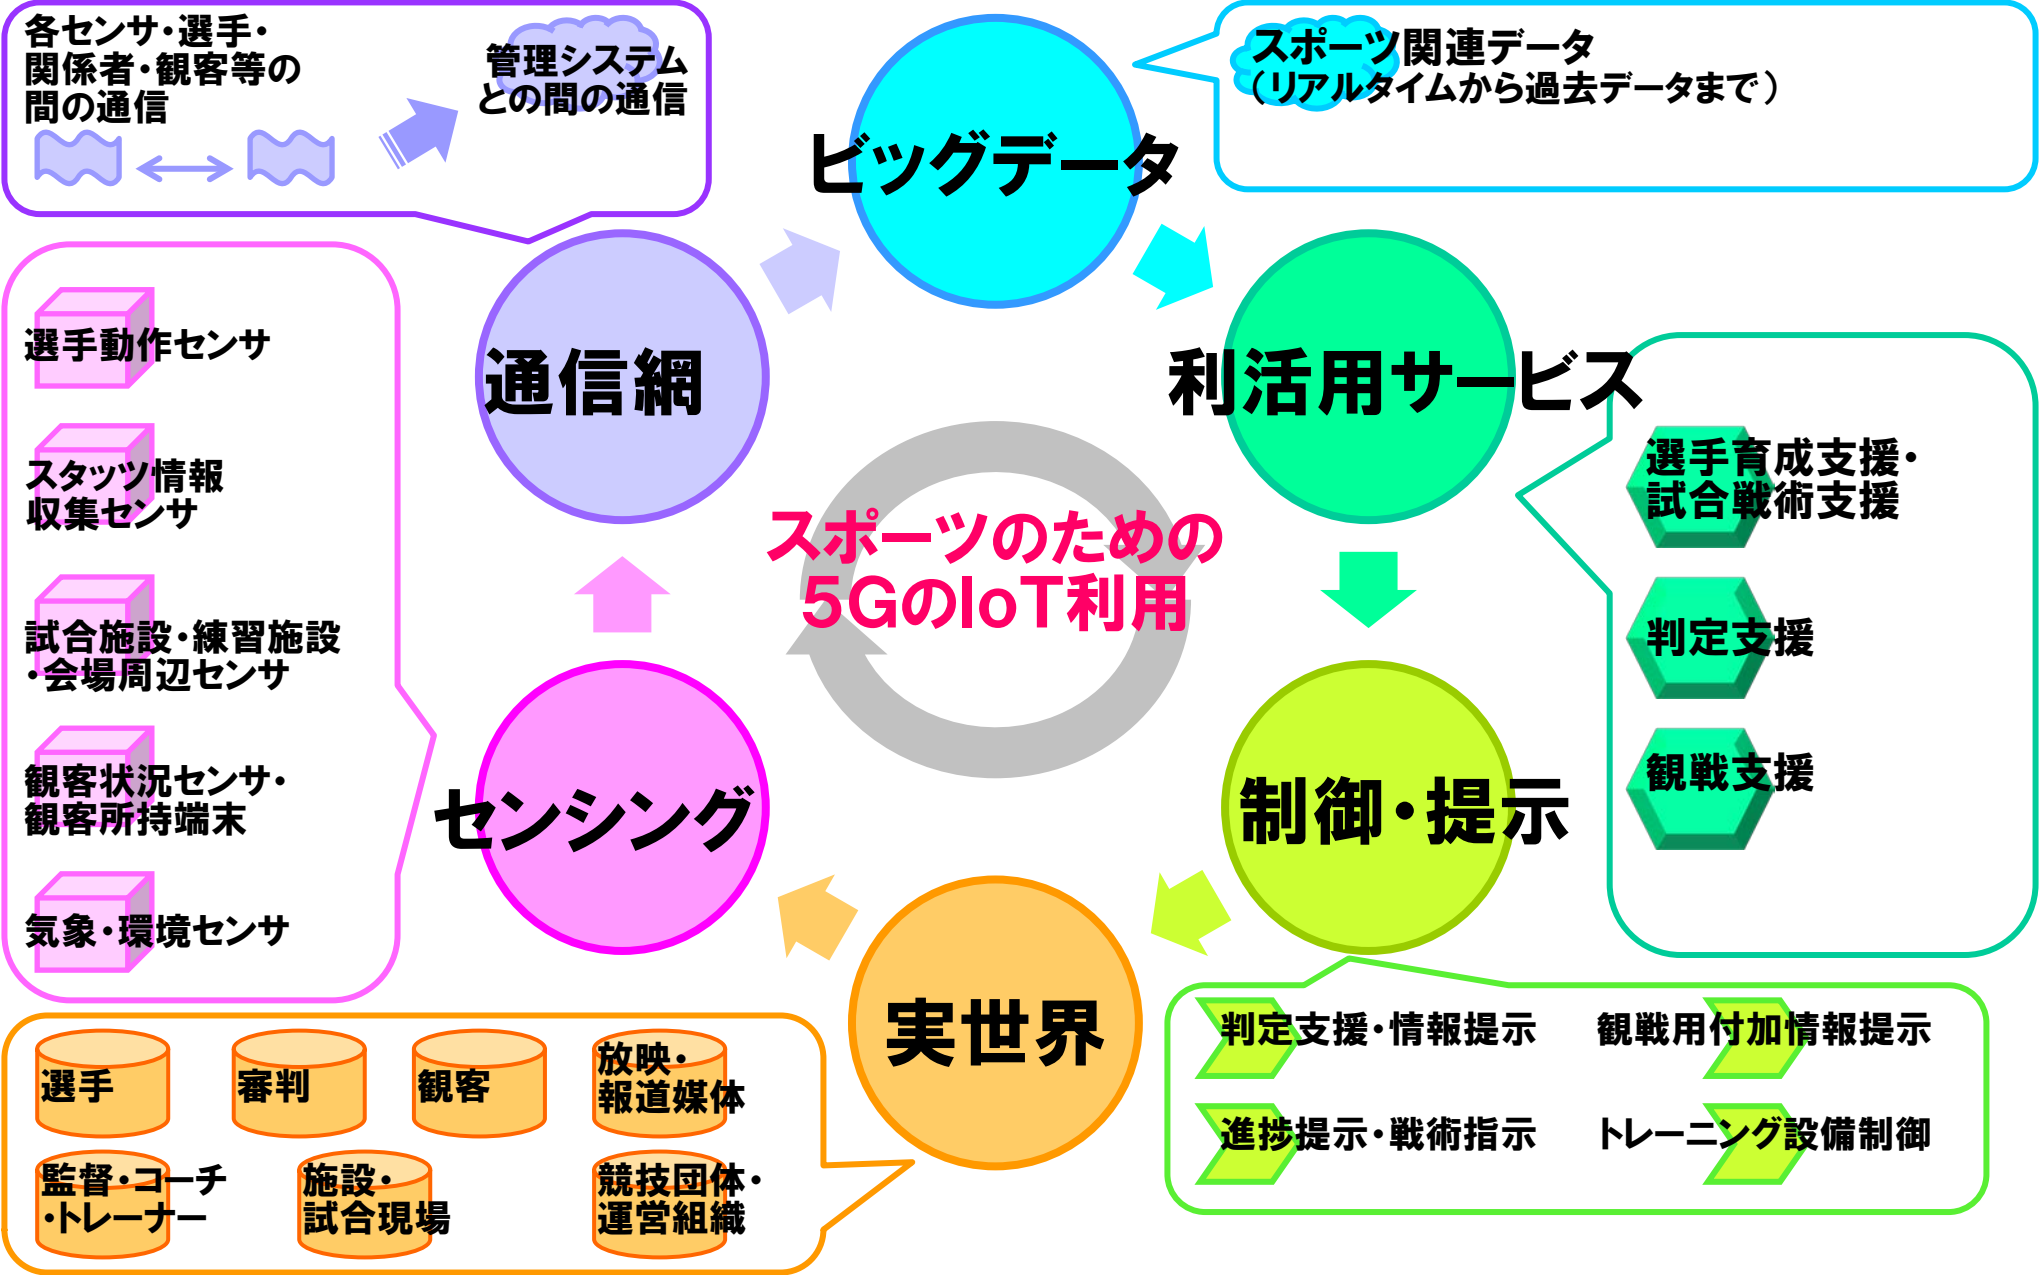 各センサ・選手・
関係者・観客等の
間の通信
管理システム
との間の通信
ビッグデータ
スポーツ関連データ
（リアルタイムから過去データまで）
通信網
利活用サービス
選手動作センサ
スタッツ情報
収集センサ
試合施設・練習施設
・会場周辺センサ
観客状況センサ・
観客所持端末
気象・環境センサ
スポーツのための
5GのIoT利用
選手育成支援・
試合戦術支援
判定支援
観戦支援
センシング
制御・提示
実世界
判定支援・情報提示
観戦用付加情報提示
進捗提示・戦術指示
トレーニング設備制御
選手
審判
観客
放映・
報道媒体
監督・コーチ
・トレーナー
施設・
試合現場
競技団体・
運営組織